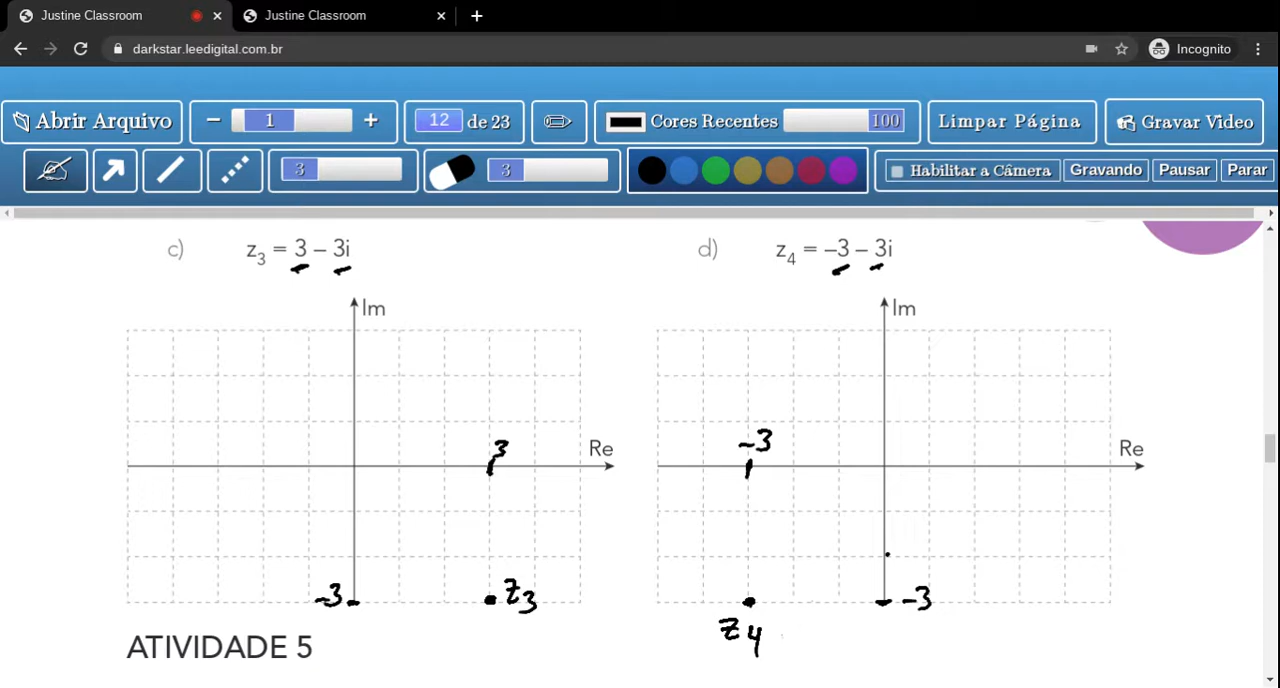 Justine Classroom
Justine Classroom
darkstar.leedigital.com.br
Incognito
Abrir Arquivo
− 1 +
12 de 23
Cores Recentes 100
Limpar Página
Gravar Video
3
3
Habilitar a Câmera
Gravando
Pausar
Parar
c) z₃ = 3 – 3i
d) z₄ = –3 – 3i
Im
Im
3
Re
-3
Re
-3
z3
-3
z4
ATIVIDADE 5